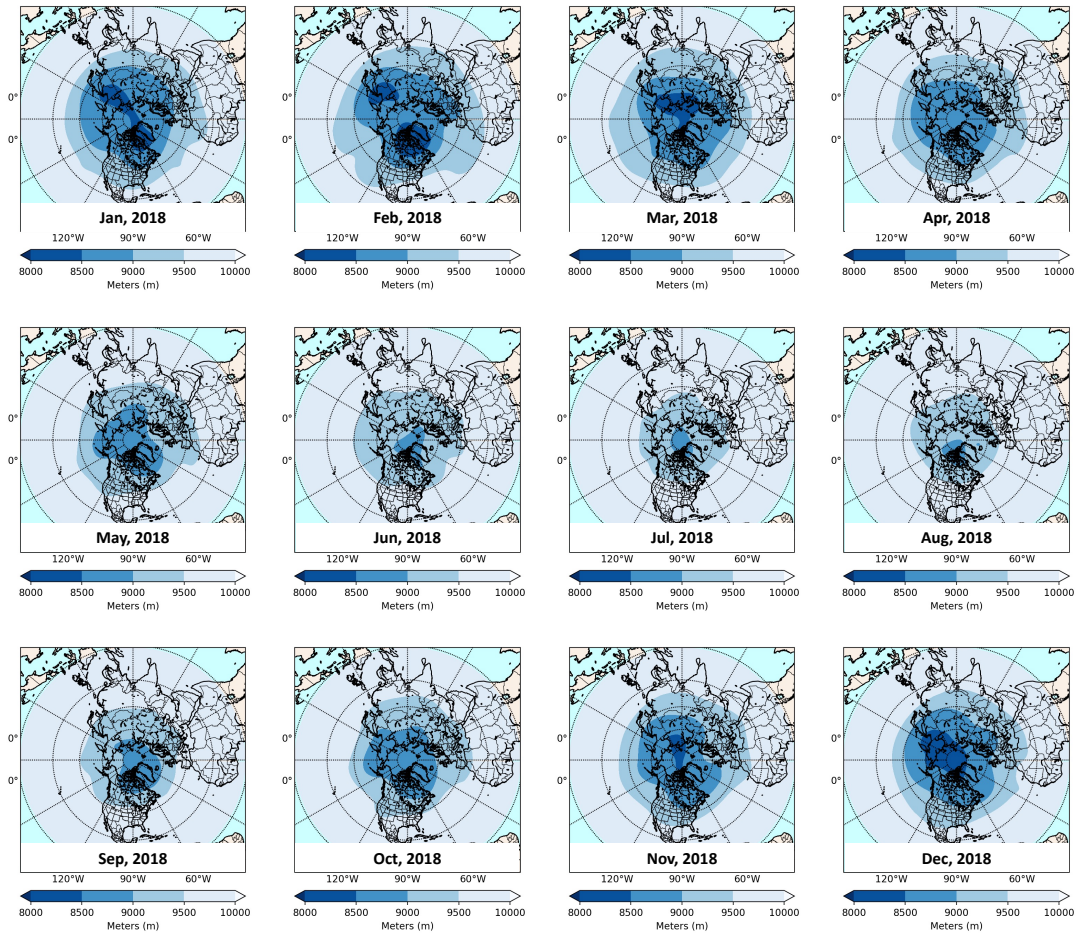 0° 0° 0° 0°
0° 0° 0° 0°
Jan, 2018 Feb, 2018 Mar, 2018 Apr, 2018
120°W 90°W 60°W 120°W 90°W 60°W 120°W 90°W 60°W 120°W 90°W 60°W
8000 8500 9000 9500 10000 8000 8500 9000 9500 10000 8000 8500 9000 9500 10000 8000 8500 9000 9500 10000
Meters (m) Meters (m) Meters (m) Meters (m)
0° 0° 0° 0°
0° 0° 0° 0°
May, 2018 Jun, 2018 Jul, 2018 Aug, 2018
120°W 90°W 60°W 120°W 90°W 60°W 120°W 90°W 60°W 120°W 90°W 60°W
8000 8500 9000 9500 10000 8000 8500 9000 9500 10000 8000 8500 9000 9500 10000 8000 8500 9000 9500 10000
Meters (m) Meters (m) Meters (m) Meters (m)
0° 0° 0° 0°
0° 0° 0° 0°
Sep, 2018 Oct, 2018 Nov, 2018 Dec, 2018
120°W 90°W 60°W 120°W 90°W 60°W 120°W 90°W 60°W 120°W 90°W 60°W
8000 8500 9000 9500 10000 8000 8500 9000 9500 10000 8000 8500 9000 9500 10000 8000 8500 9000 9500 10000
Meters (m) Meters (m) Meters (m) Meters (m)